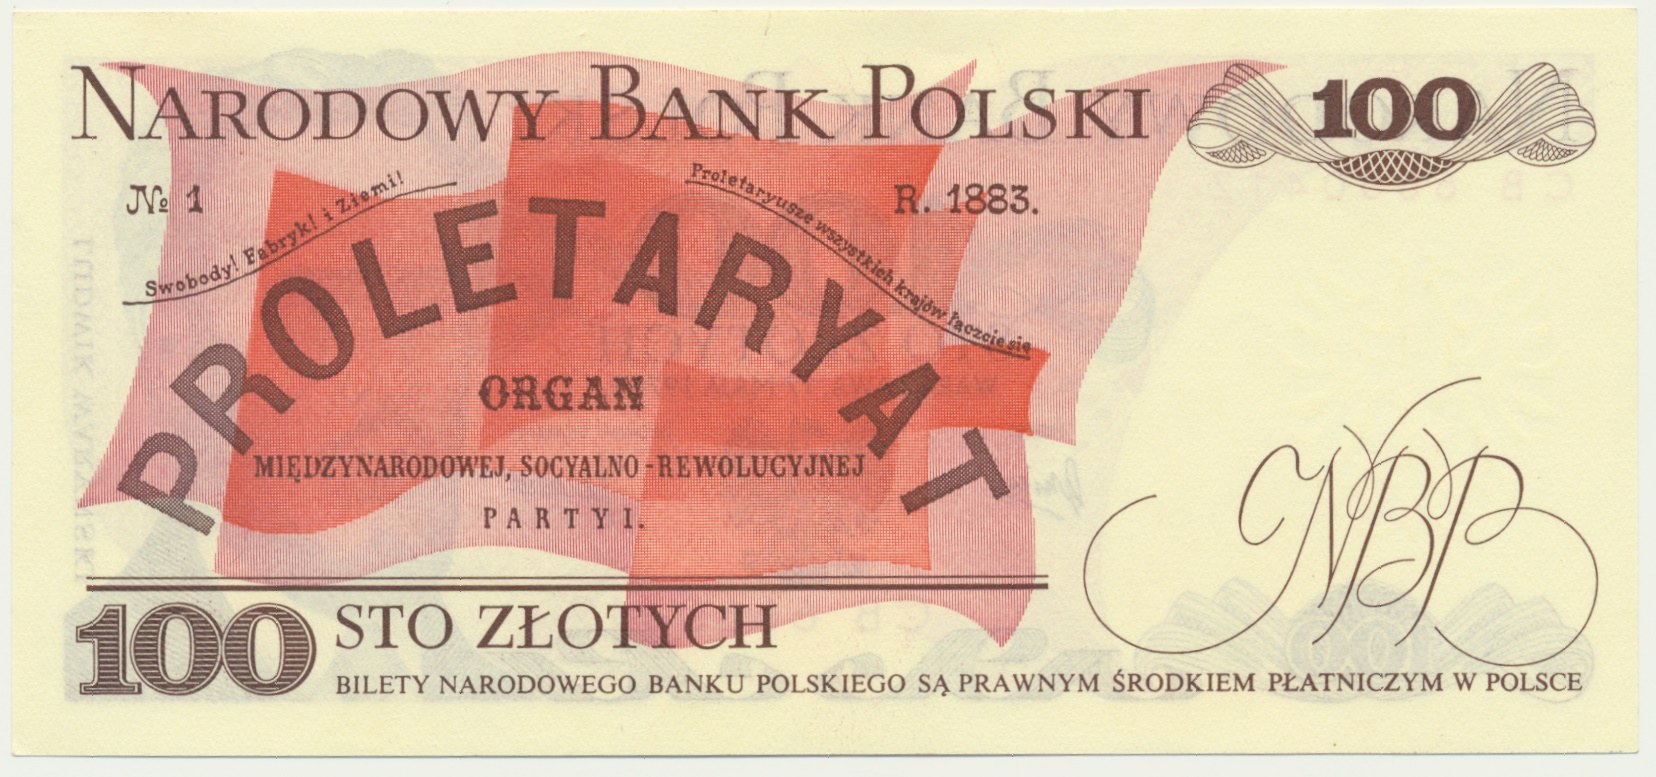 NARODOWY BANK POLSKI
100
№ 1
R. 1883.
Swobody! Fabryk! i Ziemi!
Proletaryusze wszystkich krajów łączcie się
PROLETARYAT
ORGAN
MIĘDZYNARODOWEJ, SOCYALNO-REWOLUCYJNEJ
PARTYI.
NBP
100 STO ZŁOTYCH
BILETY NARODOWEGO BANKU POLSKIEGO SĄ PRAWNYM ŚRODKIEM PŁATNICZYM W POLSCE